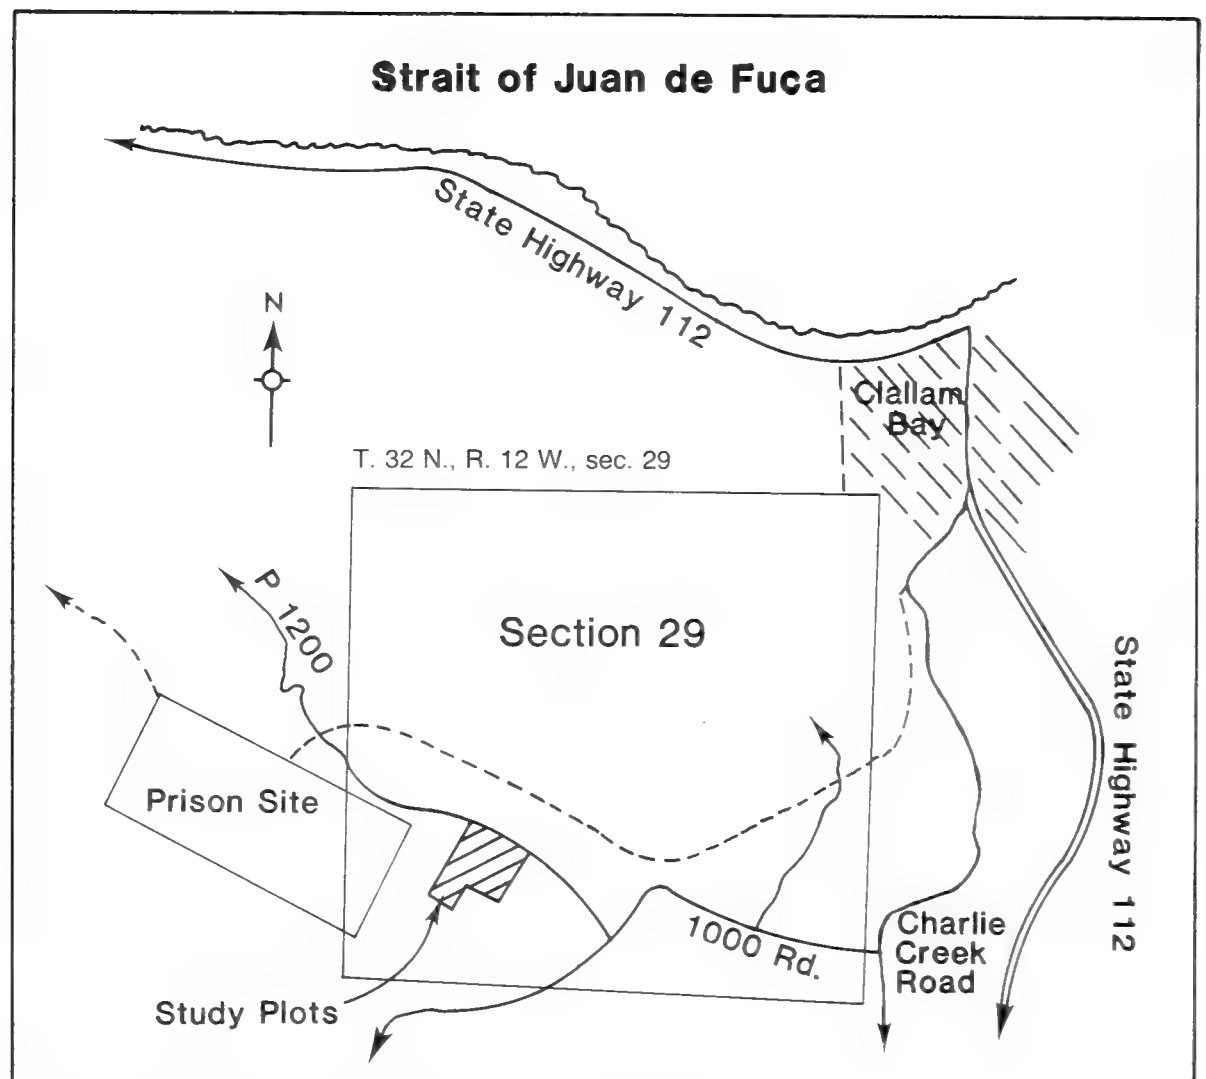 Strait of Juan de Fuca
State Highway 112
N
Clallam
Bay
T. 32 N., R. 12 W., sec. 29
P 1200
Section 29
State Highway 112
Prison Site
1000 Rd.
Charlie
Creek
Road
Study Plots